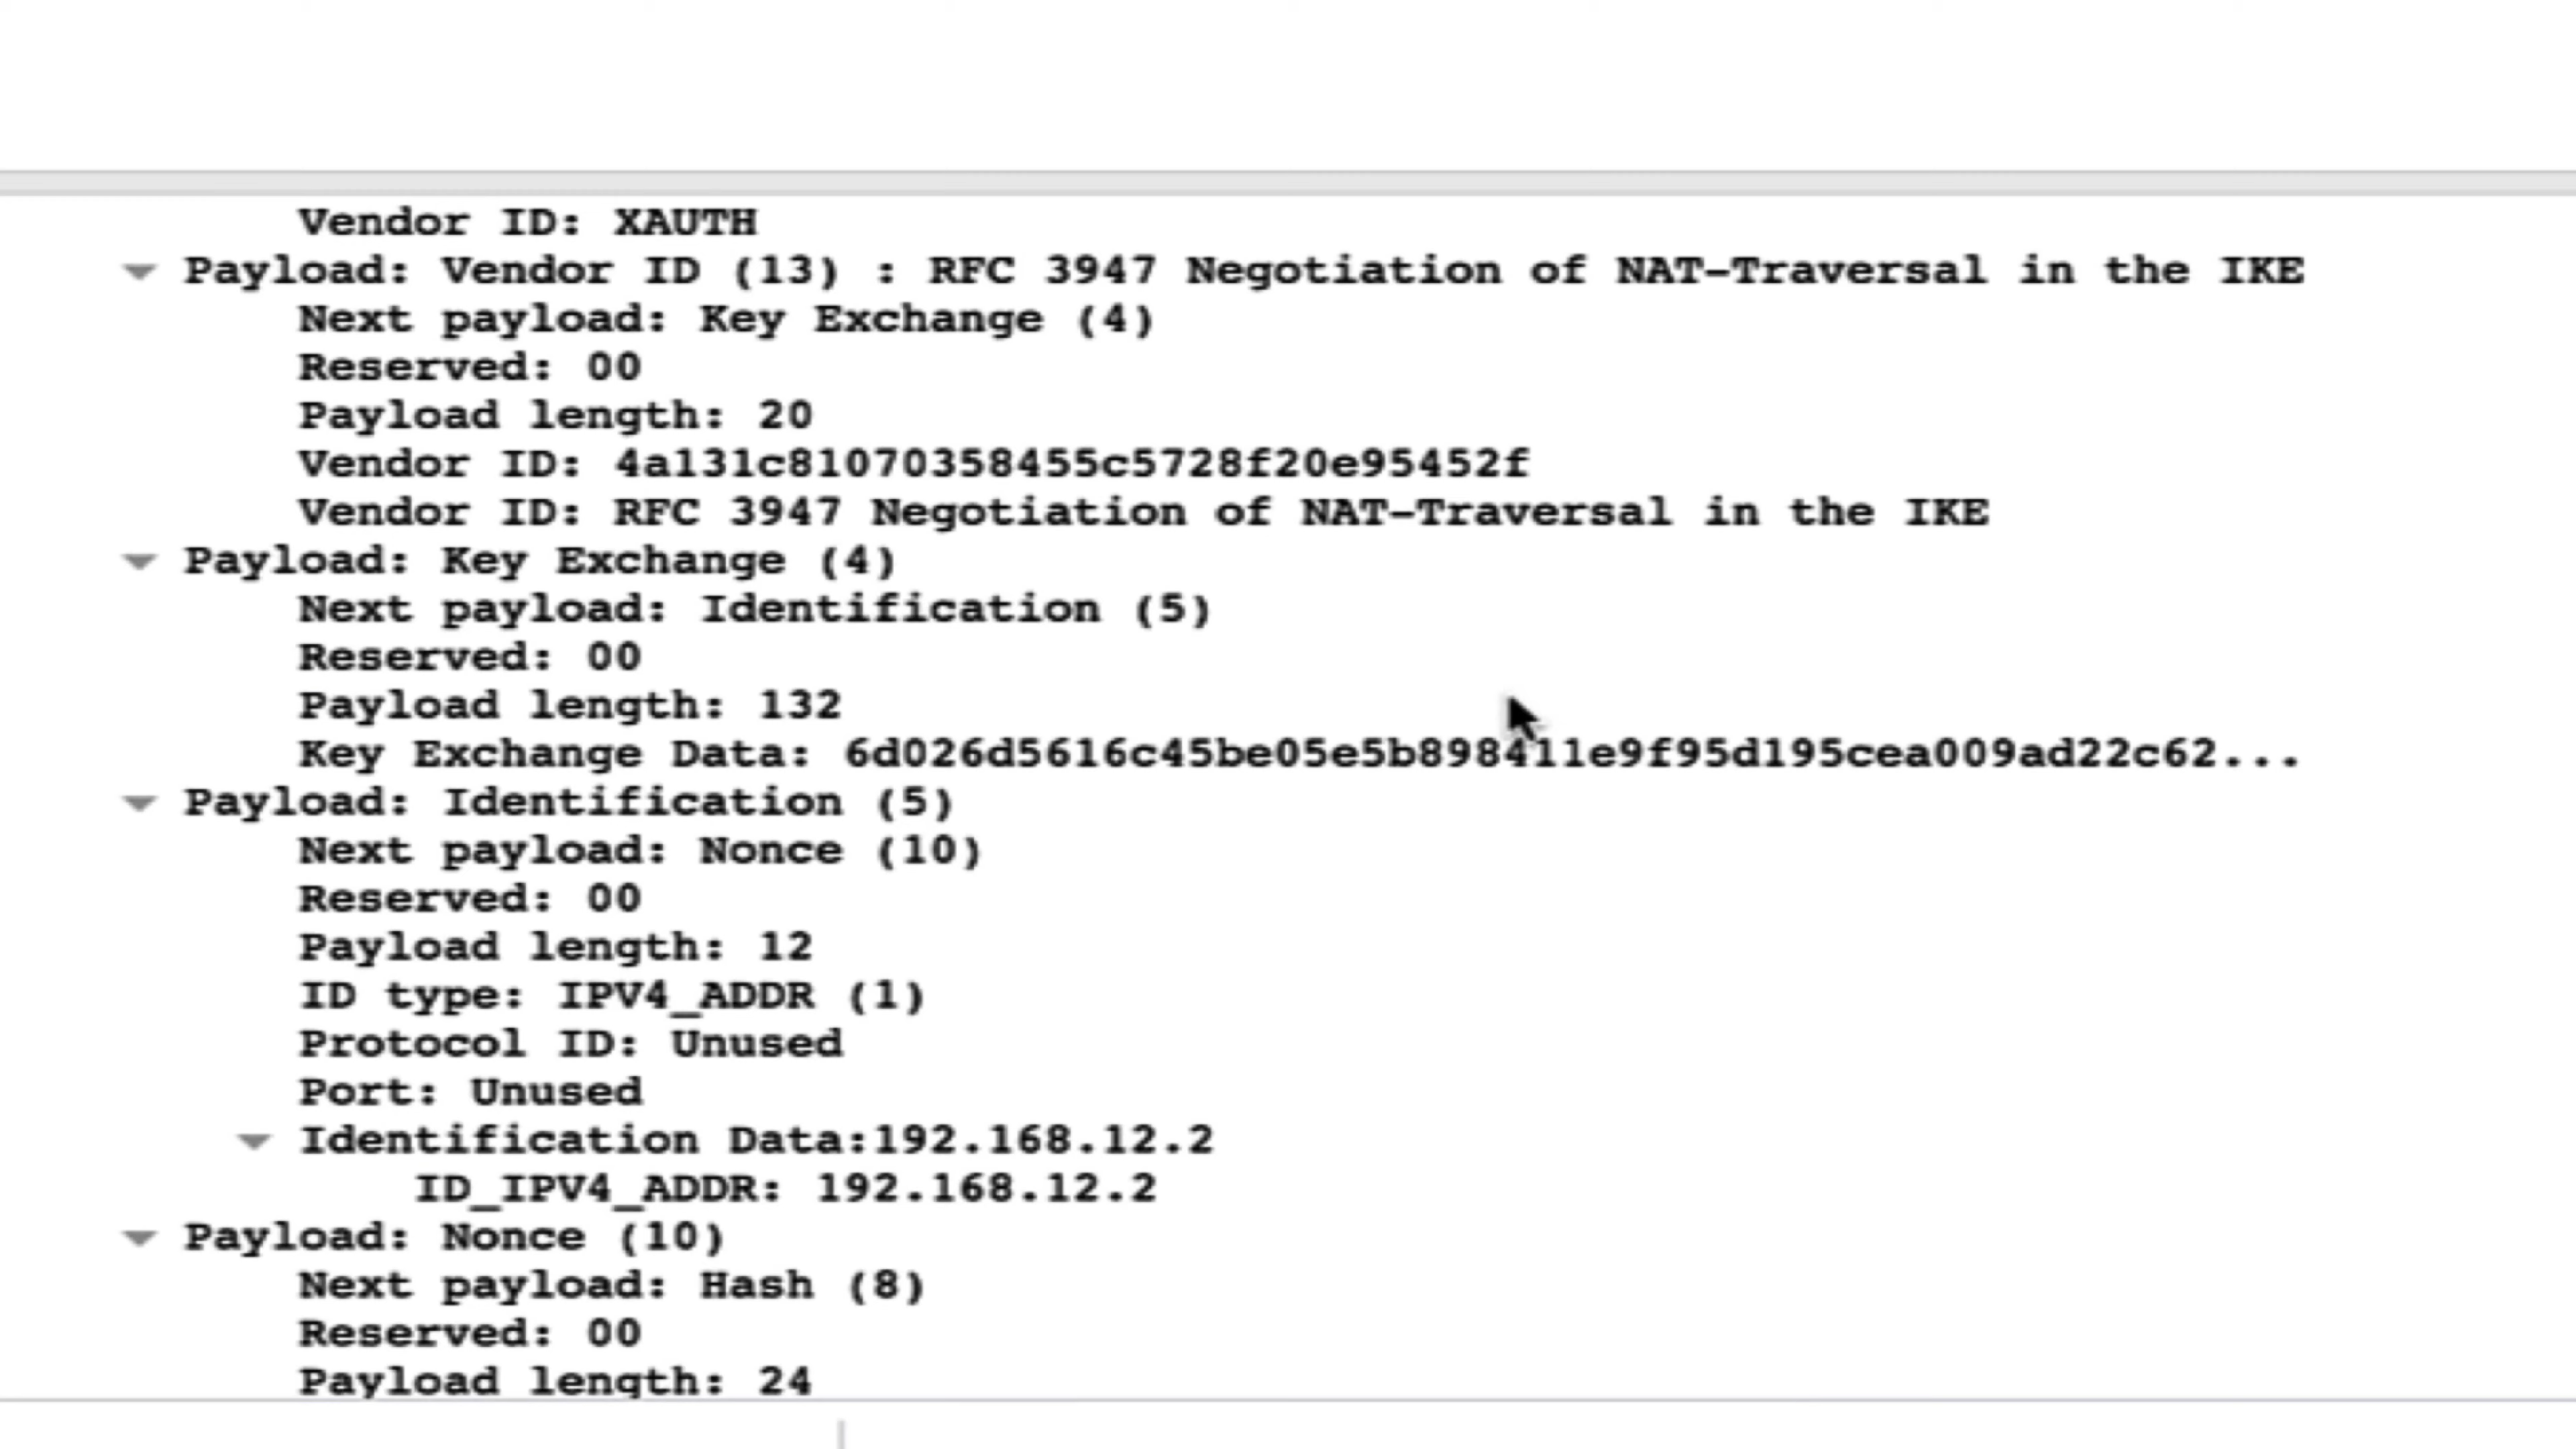 Vendor ID: XAUTH
Payload: Vendor ID (13) : RFC 3947 Negotiation of NAT-Traversal in the IKE
Next payload: Key Exchange (4)
Reserved: 00
Payload length: 20
Vendor ID: 4a131c81070358455c5728f20e95452f
Vendor ID: RFC 3947 Negotiation of NAT-Traversal in the IKE
Payload: Key Exchange (4)
Next payload: Identification (5)
Reserved: 00
Payload length: 132
Key Exchange Data: 6d026d5616c45be05e5b898411e9f95d195cea009ad22c62...
Payload: Identification (5)
Next payload: Nonce (10)
Reserved: 00
Payload length: 12
ID type: IPV4_ADDR (1)
Protocol ID: Unused
Port: Unused
Identification Data:192.168.12.2
ID_IPV4_ADDR: 192.168.12.2
Payload: Nonce (10)
Next payload: Hash (8)
Reserved: 00
Payload length: 24